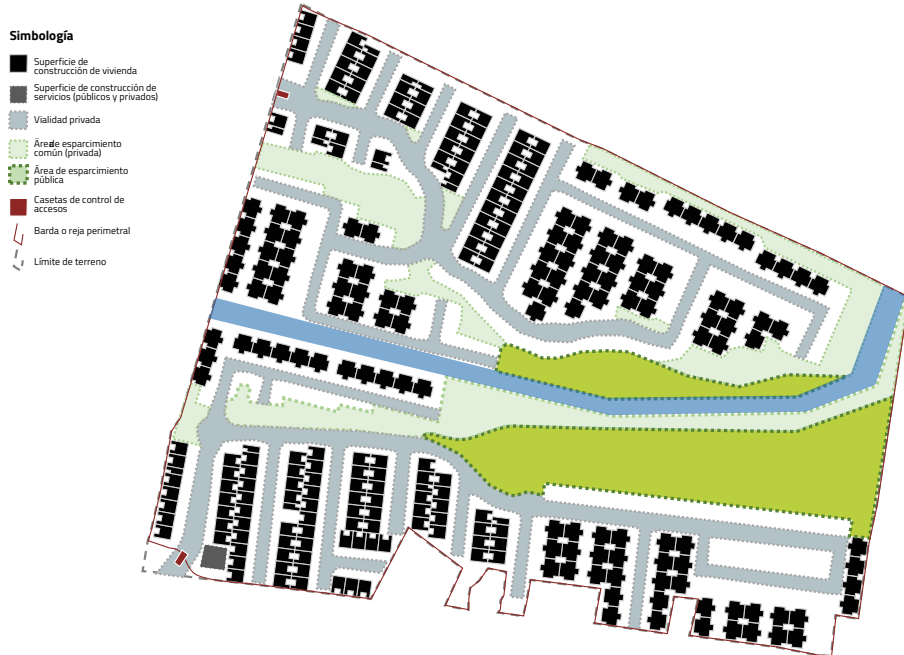 Simbología
Superficie de
construcción de vivienda
Superficie de construcción de
servicios (públicos y privados)
Vialidad privada
Área de esparcimiento
común (privada)
Área de esparcimiento
pública
Casetas de control de
accesos
Barda o reja perimetral
Límite de terreno